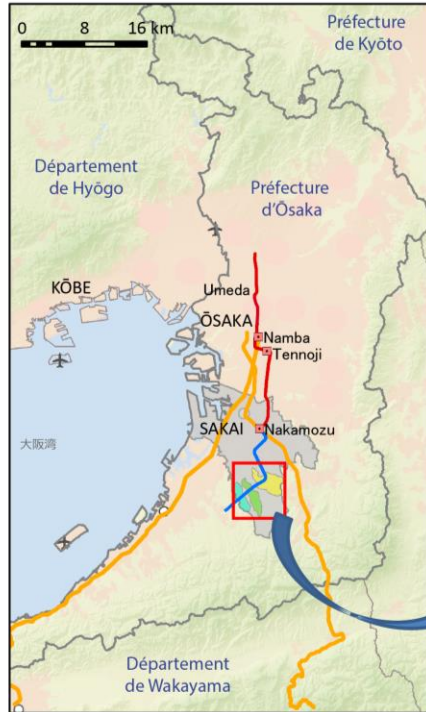 0 8 16 km
Préfecture
de Kyōto
Département
de Hyōgo
Préfecture
d'Ōsaka
KŌBE
Umeda
ŌSAKA
Namba
Tennoji
SAKAI
Nakamozu
大阪湾
Département
de Wakayama